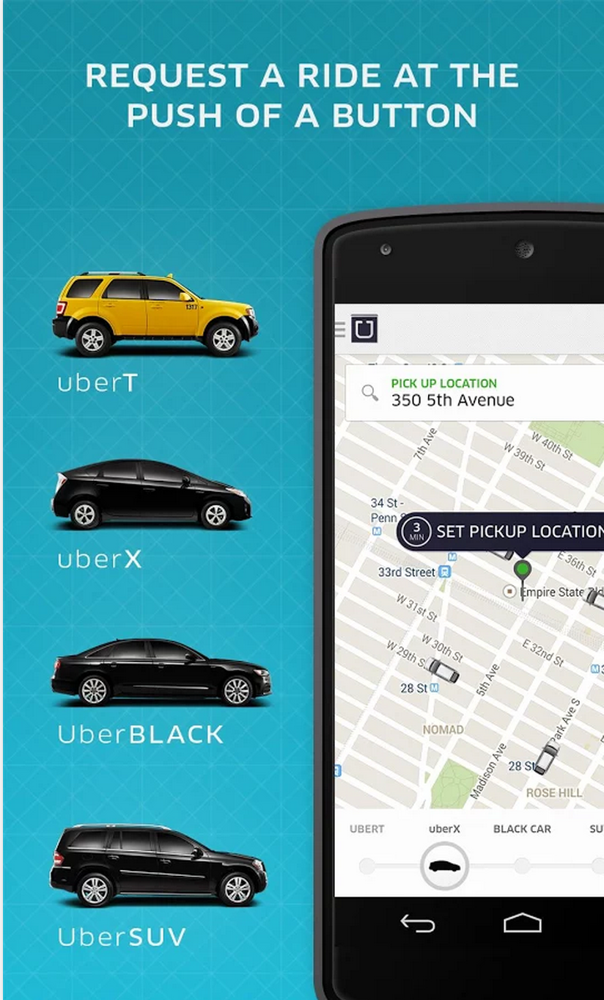 REQUEST A RIDE AT THE
PUSH OF A BUTTON
1317
uberT
uberX
UberBLACK
UberSUV
PICK UP LOCATION
350 5th Avenue
7th Ave
W 40th St
W 39th St
34 St -
Penn
3
MIN
SET PICKUP LOCATION
E 36th St
33rd Street
Empire State
W 31st St
W 30th St
W 29th S
E 32nd St
5th Ave
28 St
Park Ave S
NOMAD
28 St
Madison Ave
ROSE HILL
UBERT
uberX
BLACK CAR
SU